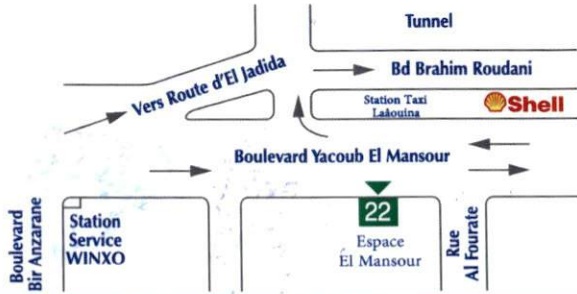 Tunnel
Vers Route d'El Jadida
Bd Brahim Roudani
Station Taxi
Laâouina
Shell
Boulevard Yacoub El Mansour
22
Espace
El Mansour
Boulevard
Bir Anzarane
Station
Service
WINXO
Rue
Al Fourate